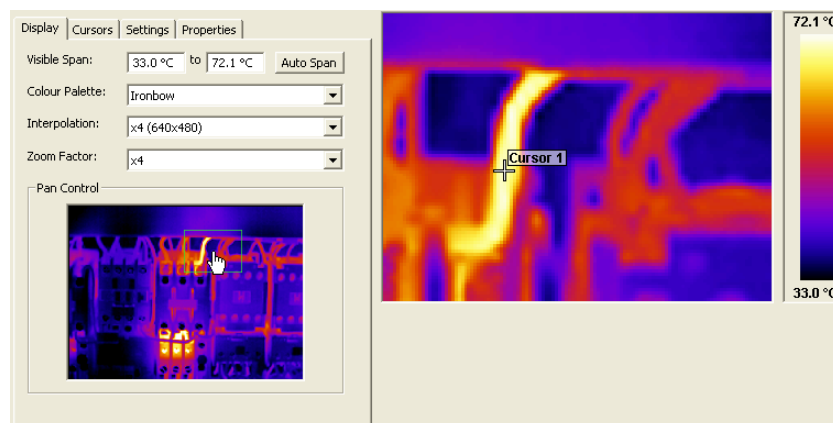 Display Cursors Settings Properties
Visible Span: 33.0 °C to 72.1 °C Auto Span
Colour Palette: Ironbow
Interpolation: x4 (640x480)
Zoom Factor: x4
Pan Control
Cursor 1
72.1 °C
33.0 °C